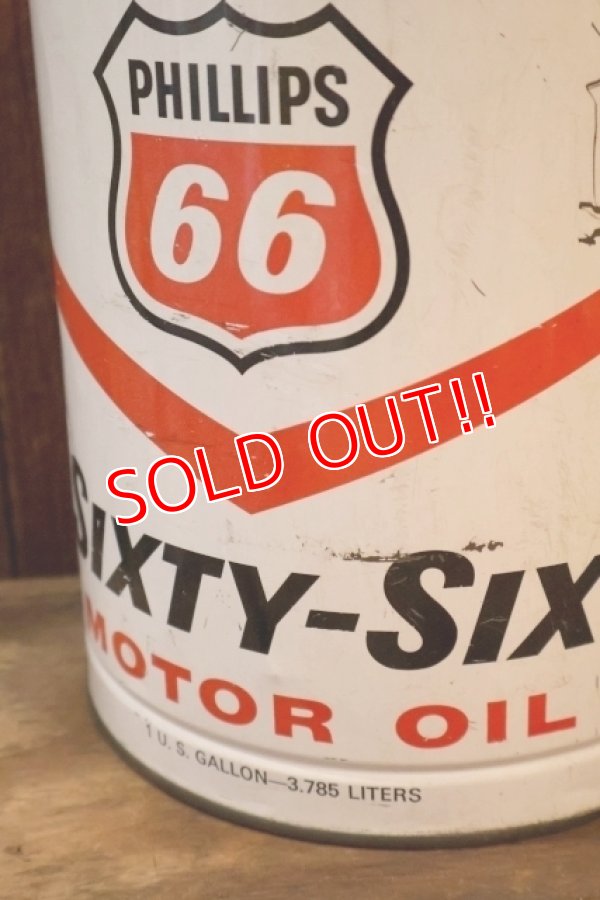 PHILLIPS
66
SOLD OUT!!
SIXTY-SIX
MOTOR OIL
1 U. S. GALLON—3.785 LITERS